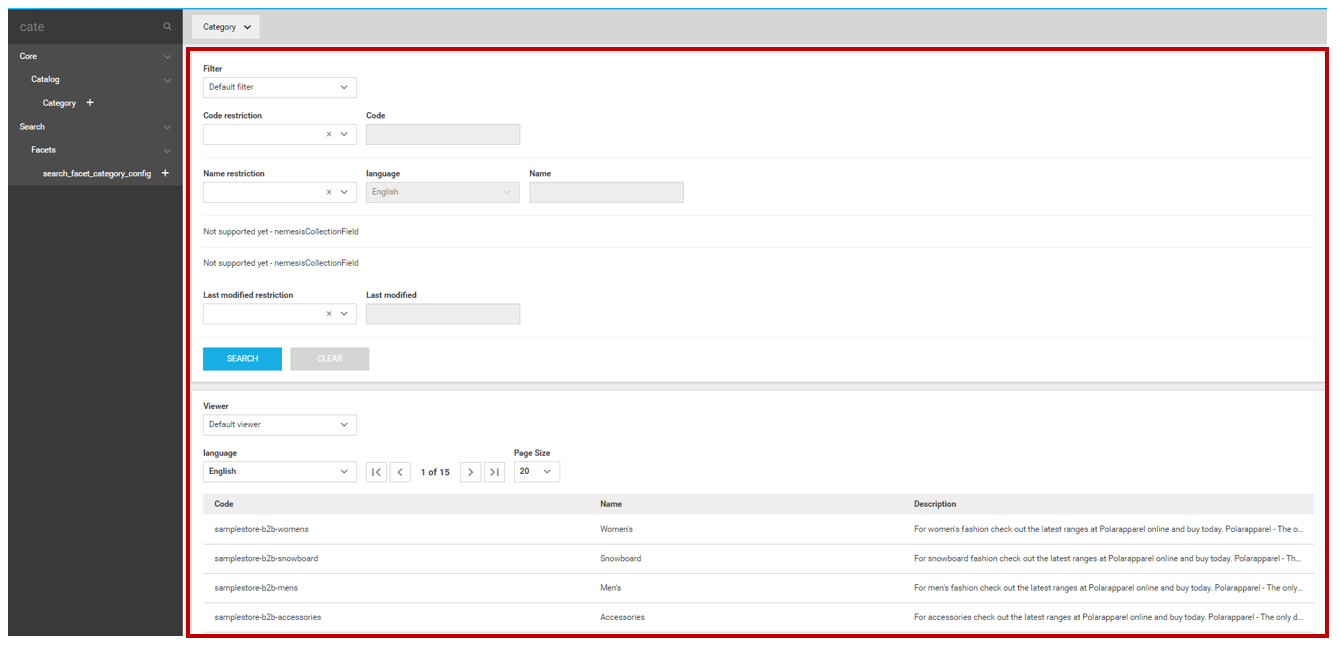 cate
Core
Catalog
Category +
Search
Facets
search_facet_category_config +
Category
Filter
Default filter
Code restriction Code
Name restriction language Name
English
Not supported yet - nemesisCollectionField
Not supported yet - nemesisCollectionField
Last modified restriction Last modified
SEARCH CLEAR
Viewer
Default viewer
language Page Size
English 1 of 15 20
Code Name Description
samplestore-b2b-womens Women's For women's fashion check out the latest ranges at Polarapparel online and buy today. Polarapparel - The o...
samplestore-b2b-snowboard Snowboard For snowboard fashion check out the latest ranges at Polarapparel online and buy today. Polarapparel - Th...
samplestore-b2b-mens Men's For men's fashion check out the latest ranges at Polarapparel online and buy today. Polarapparel - The only...
samplestore-b2b-accessories Accessories For accessories check out the latest ranges at Polarapparel online and buy today. Polarapparel - The only d...